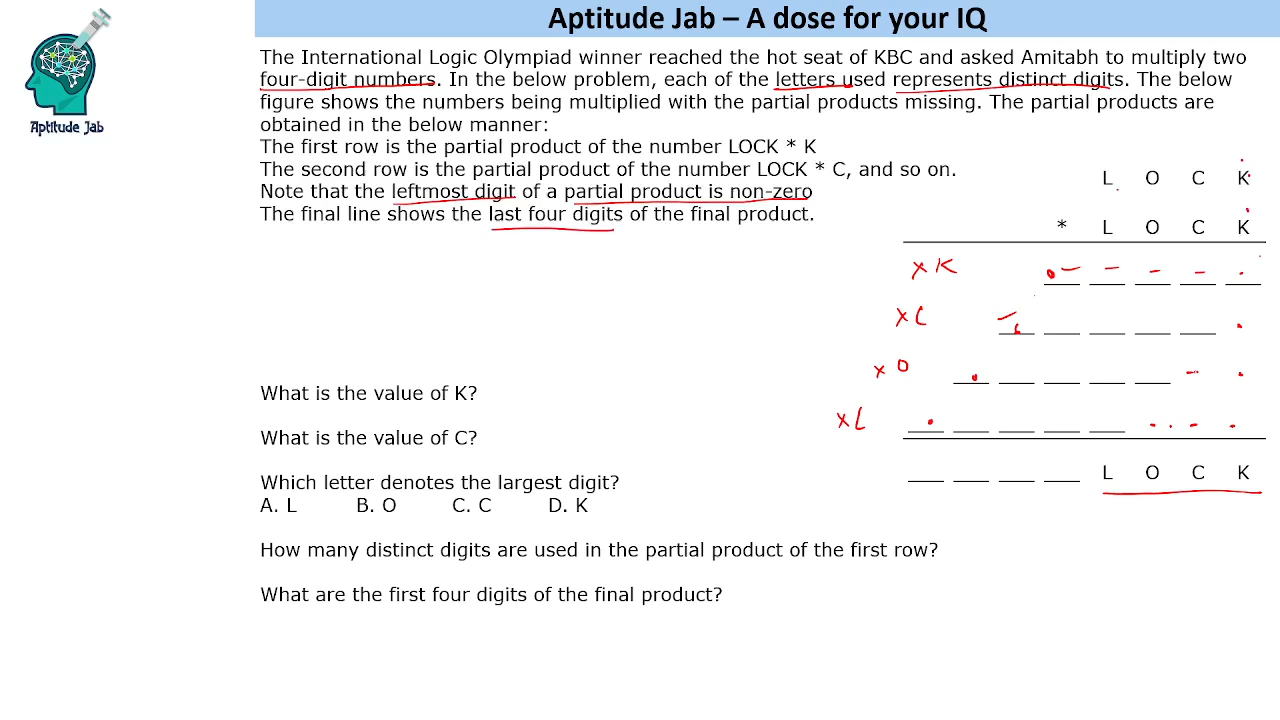 Aptitude Jab – A dose for your IQ
Aptitude Jab
The International Logic Olympiad winner reached the hot seat of KBC and asked Amitabh to multiply two
four-digit numbers. In the below problem, each of the letters used represents distinct digits. The below
figure shows the numbers being multiplied with the partial products missing. The partial products are
obtained in the below manner:
The first row is the partial product of the number LOCK * K
The second row is the partial product of the number LOCK * C, and so on.
Note that the leftmost digit of a partial product is non-zero
The final line shows the last four digits of the final product.
L O C K
* L O C K
x K
x C
x O
x L
L O C K
What is the value of K?
What is the value of C?
Which letter denotes the largest digit?
A. L B. O C. C D. K
How many distinct digits are used in the partial product of the first row?
What are the first four digits of the final product?